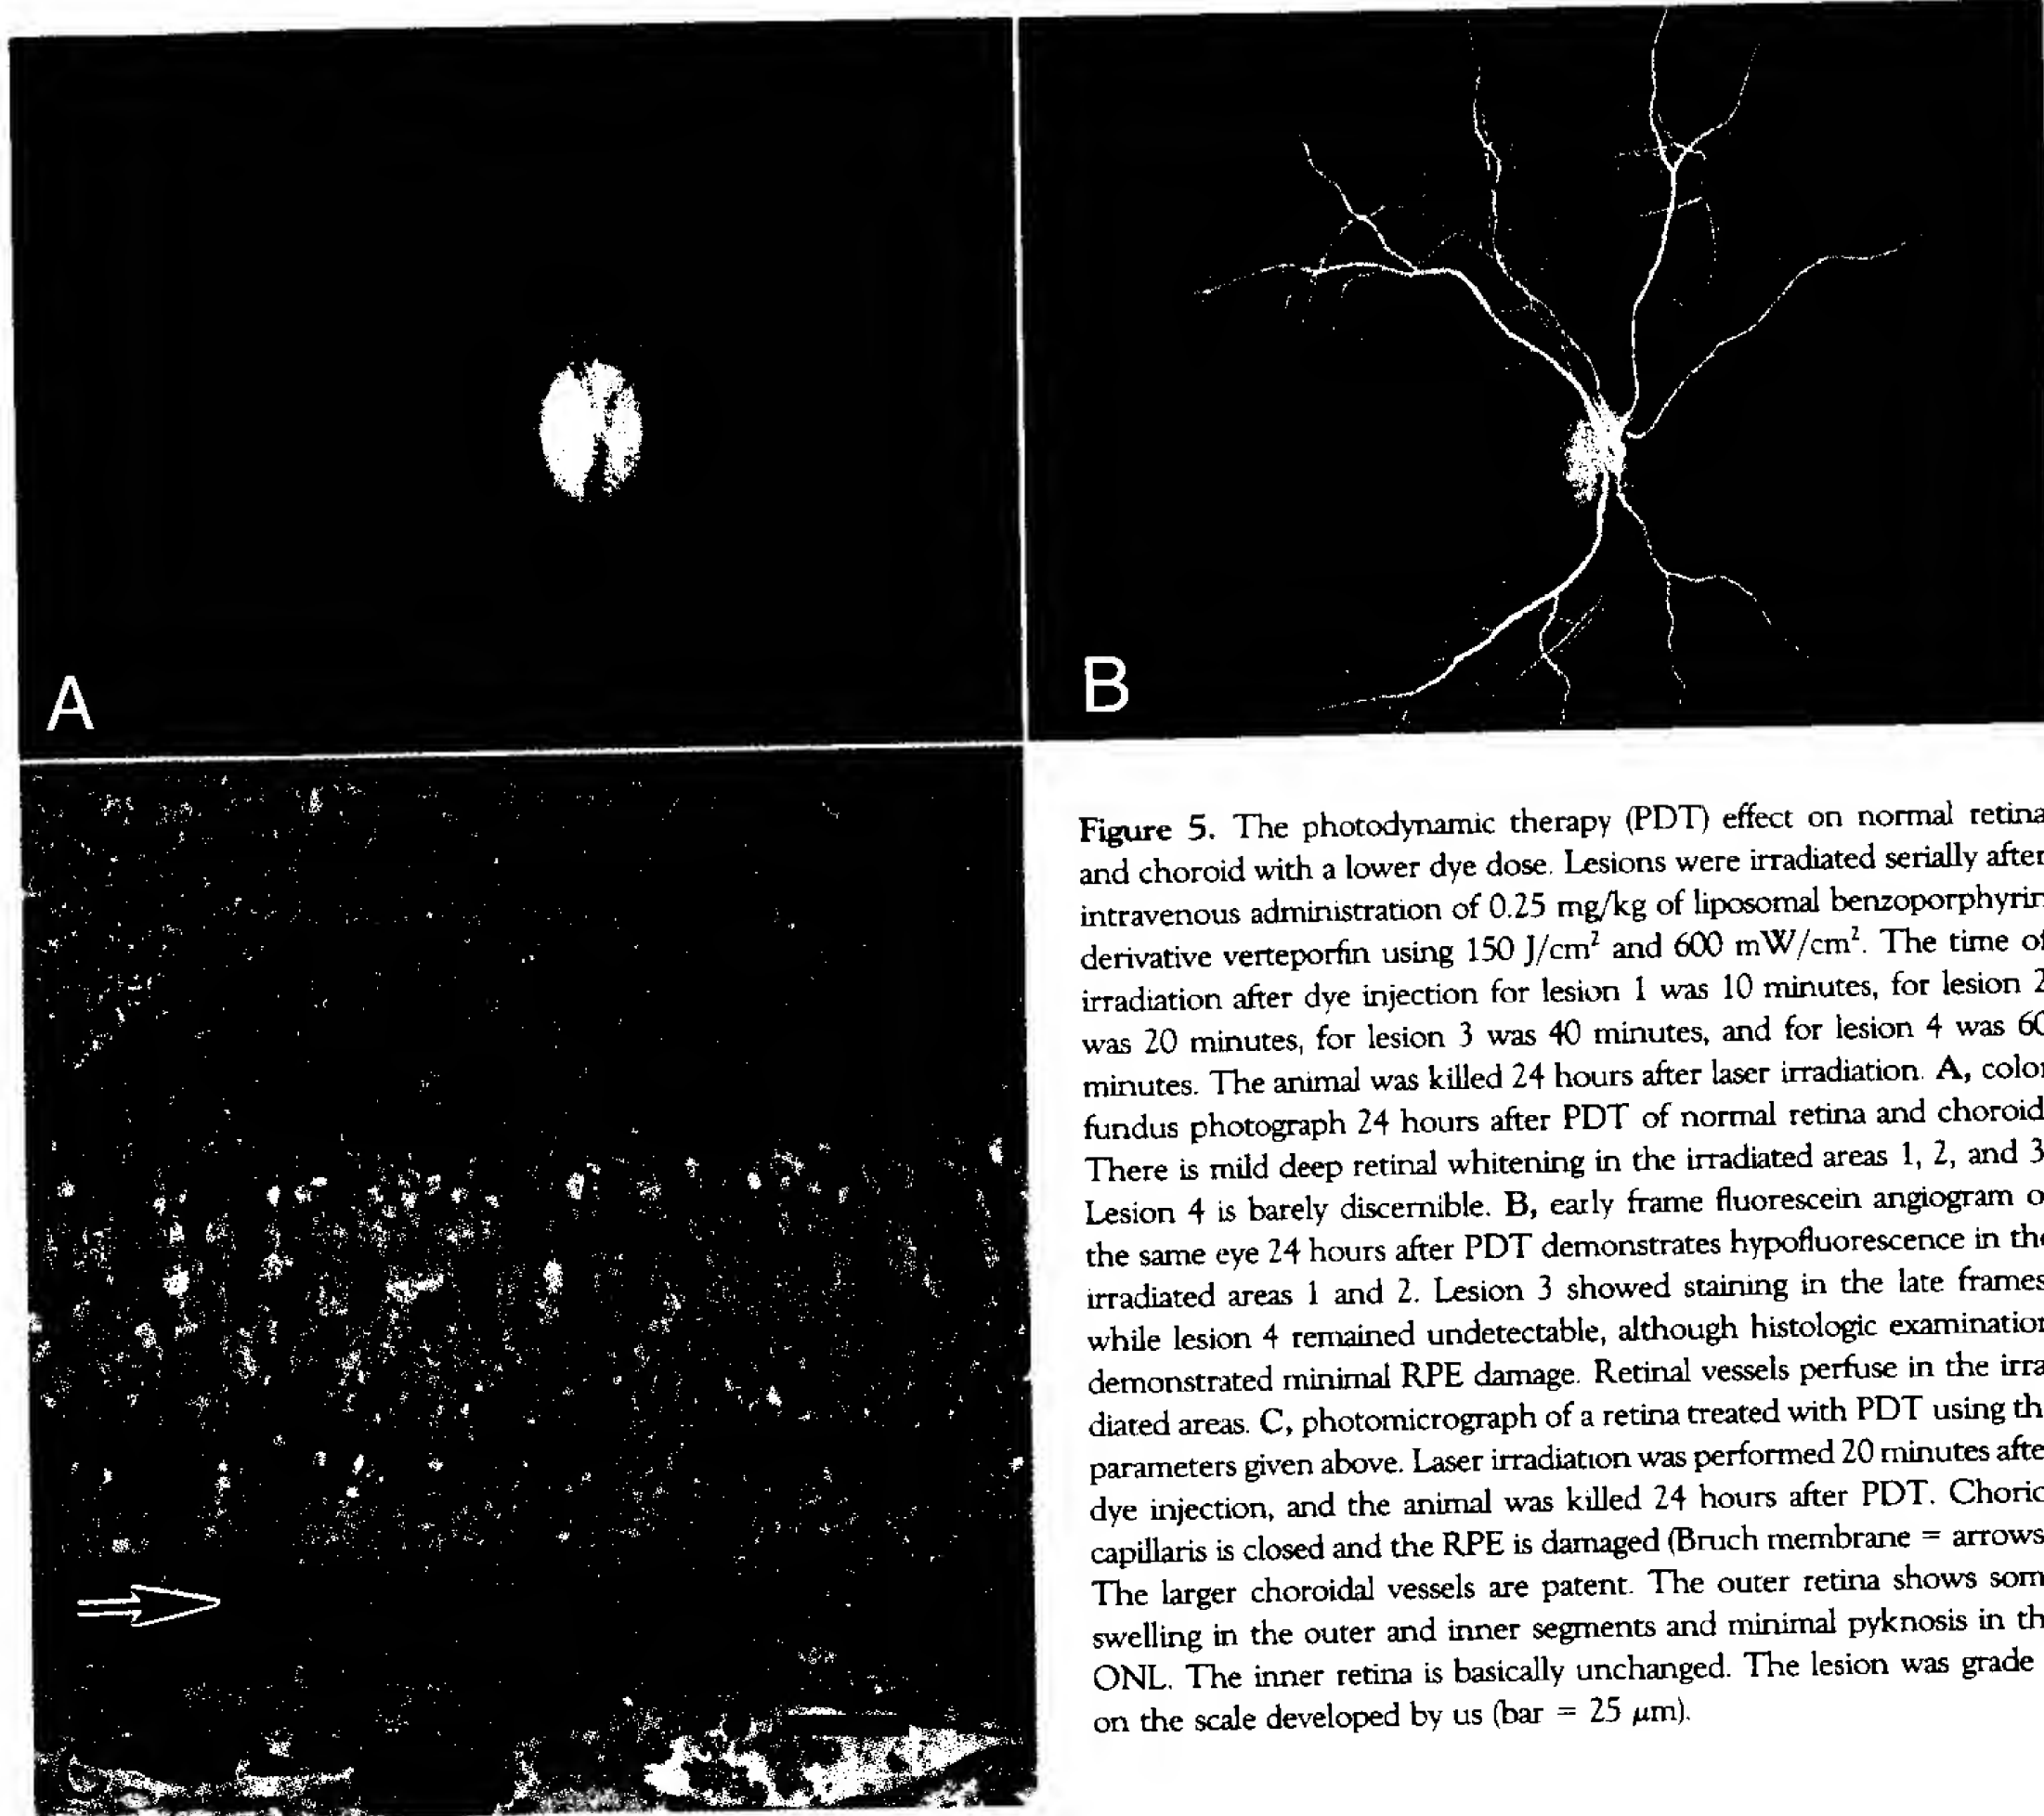 A
B
Figure 5. The photodynamic therapy (PDT) effect on normal retina
and choroid with a lower dye dose. Lesions were irradiated serially after
intravenous administration of 0.25 mg/kg of liposomal benzoporphyrin
derivative verteporfin using 150 J/cm² and 600 mW/cm². The time of
irradiation after dye injection for lesion 1 was 10 minutes, for lesion 2
was 20 minutes, for lesion 3 was 40 minutes, and for lesion 4 was 60
minutes. The animal was killed 24 hours after laser irradiation. A, color
fundus photograph 24 hours after PDT of normal retina and choroid.
There is mild deep retinal whitening in the irradiated areas 1, 2, and 3.
Lesion 4 is barely discernible. B, early frame fluorescein angiogram o
the same eye 24 hours after PDT demonstrates hypofluorescence in the
irradiated areas 1 and 2. Lesion 3 showed staining in the late frames
while lesion 4 remained undetectable, although histologic examination
demonstrated minimal RPE damage. Retinal vessels perfuse in the irra
diated areas. C, photomicrograph of a retina treated with PDT using th
parameters given above. Laser irradiation was performed 20 minutes afte
dye injection, and the animal was killed 24 hours after PDT. Chorio
capillaris is closed and the RPE is damaged (Bruch membrane = arrows
The larger choroidal vessels are patent. The outer retina shows som
swelling in the outer and inner segments and minimal pyknosis in th
ONL. The inner retina is basically unchanged. The lesion was grade
on the scale developed by us (bar = 25 μm).